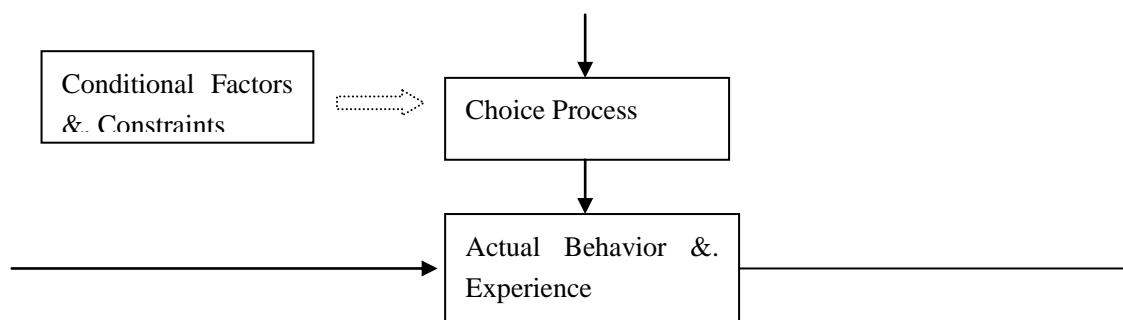 Conditional Factors
&. Constraints
Choice Process
Actual Behavior &.
Experience